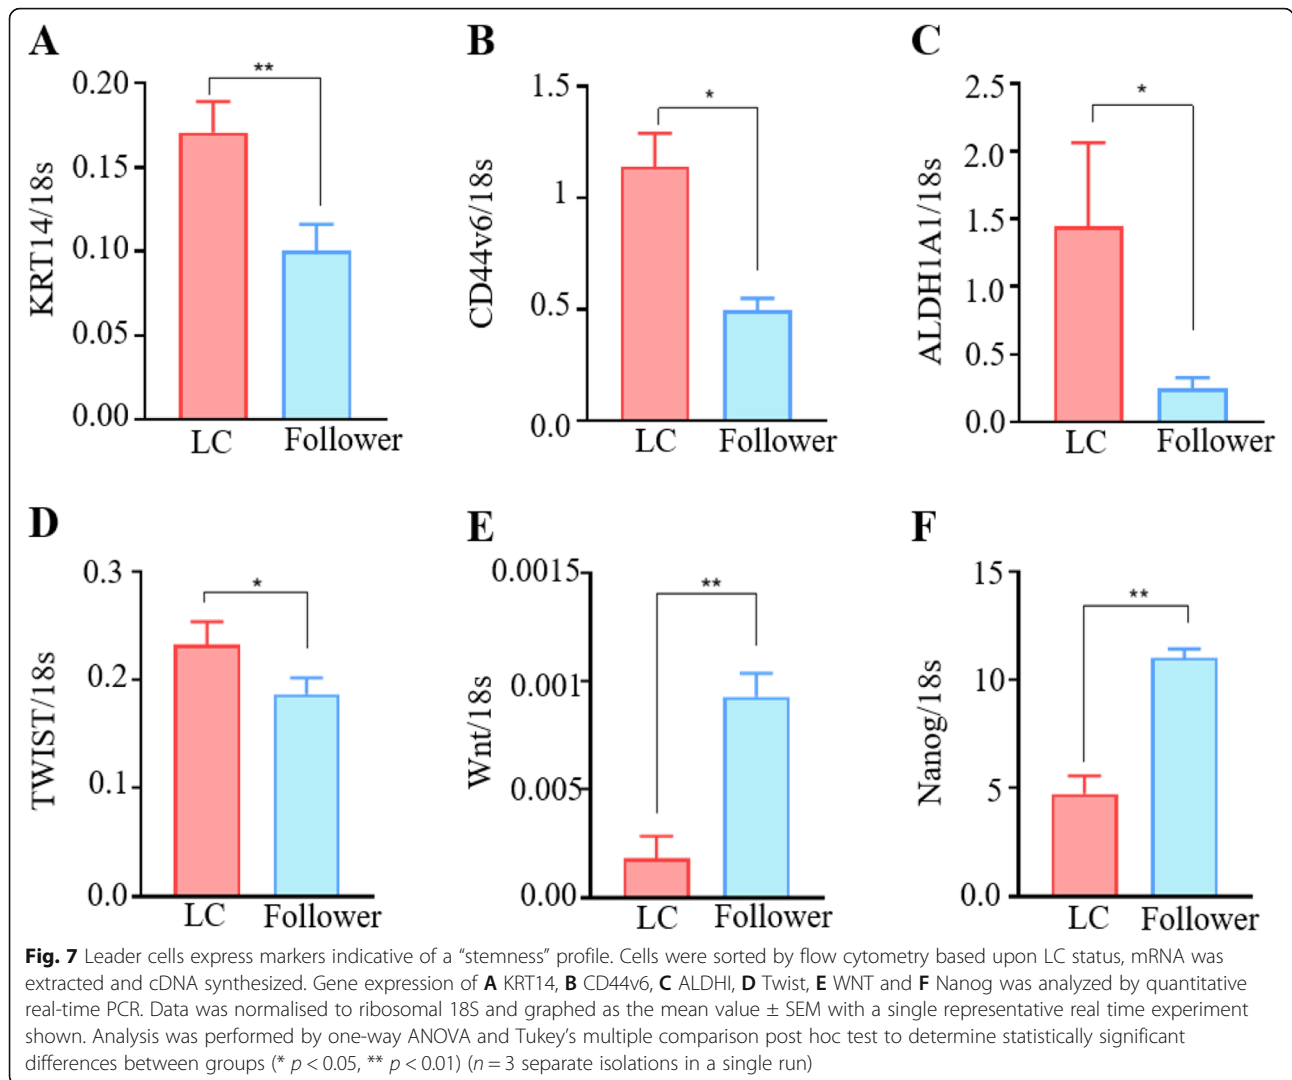 A
**
0.20
0.15
0.10
0.05
0.00
KRT14/18s
LC Follower
B
*
1.5
1
0.5
0.0
CD44v6/18s
LC Follower
C
*
2.5
2.0
1.5
1.0
0.5
0.0
ALDH1A1/18s
LC Follower
D
*
0.3
0.2
0.1
0.0
TWIST/18s
LC Follower
E
**
0.0015
0.001
0.005
0.00
Wnt/18s
LC Follower
F
**
15
10
5
0.0
Nanog/18s
LC Follower
Fig. 7 Leader cells express markers indicative of a “stemness” profile. Cells were sorted by flow cytometry based upon LC status, mRNA was
extracted and cDNA synthesized. Gene expression of A KRT14, B CD44v6, C ALDHI, D Twist, E WNT and F Nanog was analyzed by quantitative
real-time PCR. Data was normalised to ribosomal 18S and graphed as the mean value ± SEM with a single representative real time experiment
shown. Analysis was performed by one-way ANOVA and Tukey’s multiple comparison post hoc test to determine statistically significant
differences between groups (* p < 0.05, ** p < 0.01) (n = 3 separate isolations in a single run)